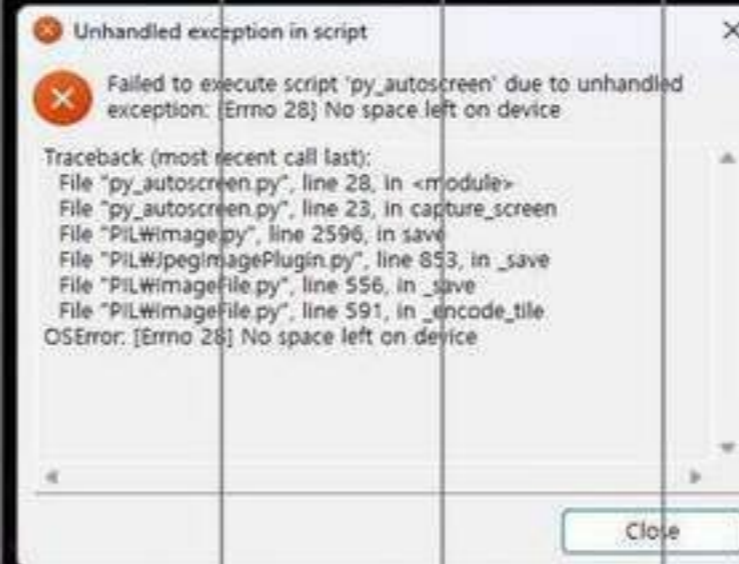 Unhandled exception in script
Failed to execute script 'py_autoscreen' due to unhandled
exception: [Errno 28] No space left on device
Traceback (most recent call last):
File "py_autoscreen.py", line 28, in <module>
File "py_autoscreen.py", line 23, in capture_screen
File "PIL₩Image.py", line 2596, in save
File "PIL₩JpegImagePlugin.py", line 853, in _save
File "PIL₩ImageFile.py", line 556, in _save
File "PIL₩ImageFile.py", line 591, in _encode_tile
OSError: [Errno 28] No space left on device
Close